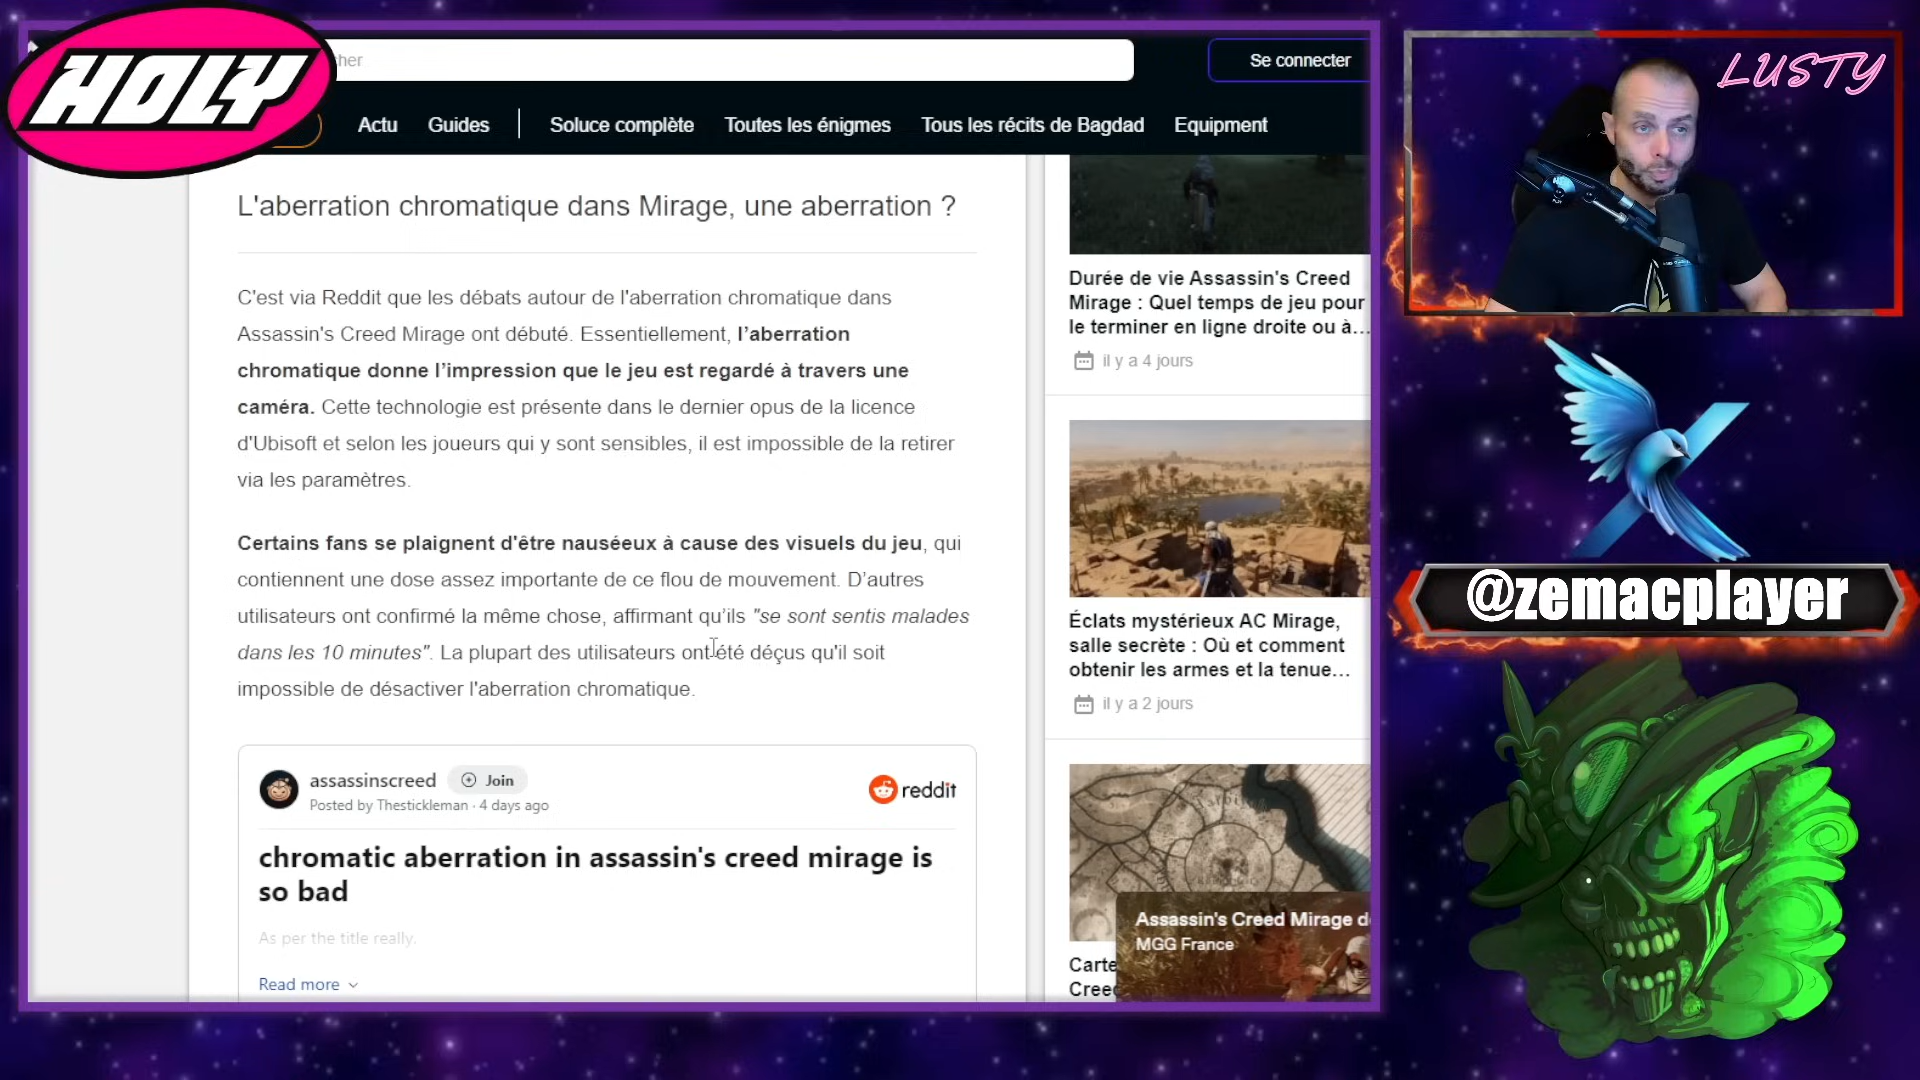 HOLY
cher
Se connecter
Actu
Guides
Soluce complète
Toutes les énigmes
Tous les récits de Bagdad
Equipment
L'aberration chromatique dans Mirage, une aberration ?
C'est via Reddit que les débats autour de l'aberration chromatique dans
Assassin's Creed Mirage ont débuté. Essentiellement, l’aberration
chromatique donne l’impression que le jeu est regardé à travers une
caméra. Cette technologie est présente dans le dernier opus de la licence
d'Ubisoft et selon les joueurs qui y sont sensibles, il est impossible de la retirer
via les paramètres.
Certains fans se plaignent d'être nauséeux à cause des visuels du jeu, qui
contiennent une dose assez importante de ce flou de mouvement. D’autres
utilisateurs ont confirmé la même chose, affirmant qu’ils "se sont sentis malades
dans les 10 minutes". La plupart des utilisateurs ont été déçus qu'il soit
impossible de désactiver l'aberration chromatique.
assassinscreed
Join
Posted by Thestickleman · 4 days ago
reddit
chromatic aberration in assassin's creed mirage is
so bad
As per the title really.
Read more
Durée de vie Assassin's Creed
Mirage : Quel temps de jeu pour
le terminer en ligne droite ou à...
il y a 4 jours
Éclats mystérieux AC Mirage,
salle secrète : Où et comment
obtenir les armes et la tenue...
il y a 2 jours
Assassin's Creed Mirage d
MGG France
Carte
Creed
LUSTY
@zemacplayer